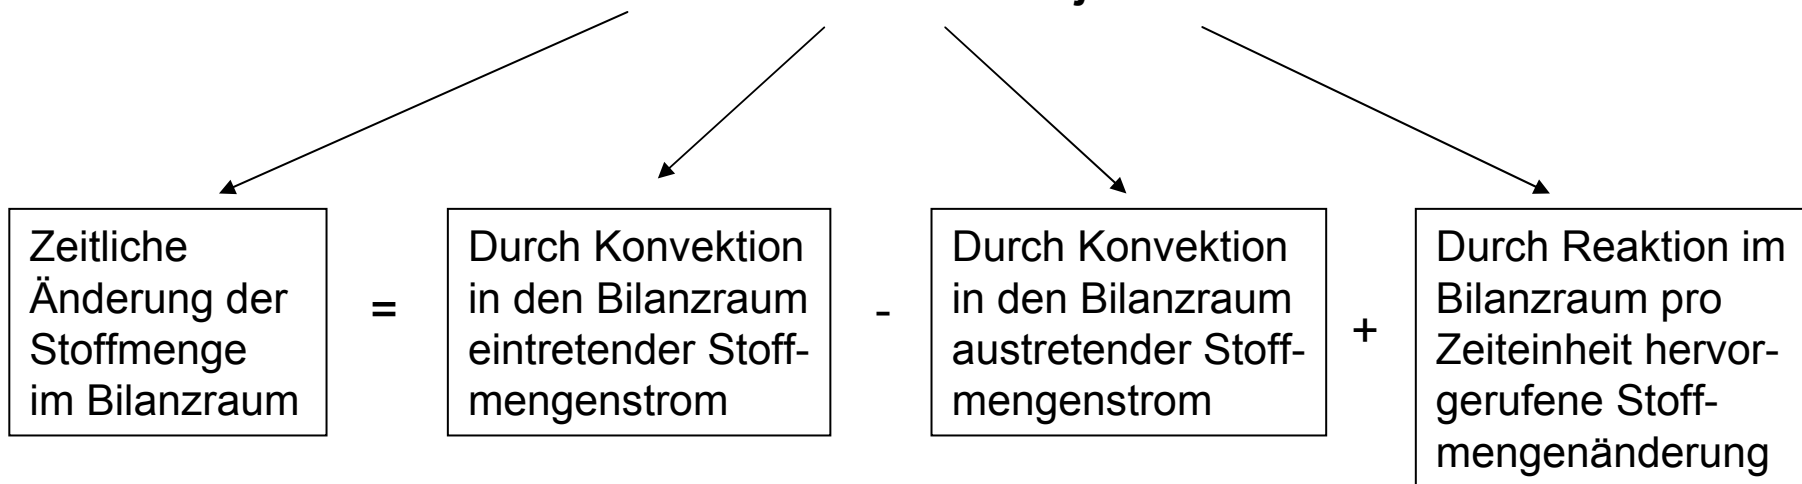 Zeitliche
Änderung der
Stoffmenge
im Bilanzraum
=
Durch Konvektion
in den Bilanzraum
eintretender Stoff-
mengenstrom
-
Durch Konvektion
in den Bilanzraum
austretender Stoff-
mengenstrom
+
Durch Reaktion im
Bilanzraum pro
Zeiteinheit hervor-
gerufene Stoff-
mengenänderung